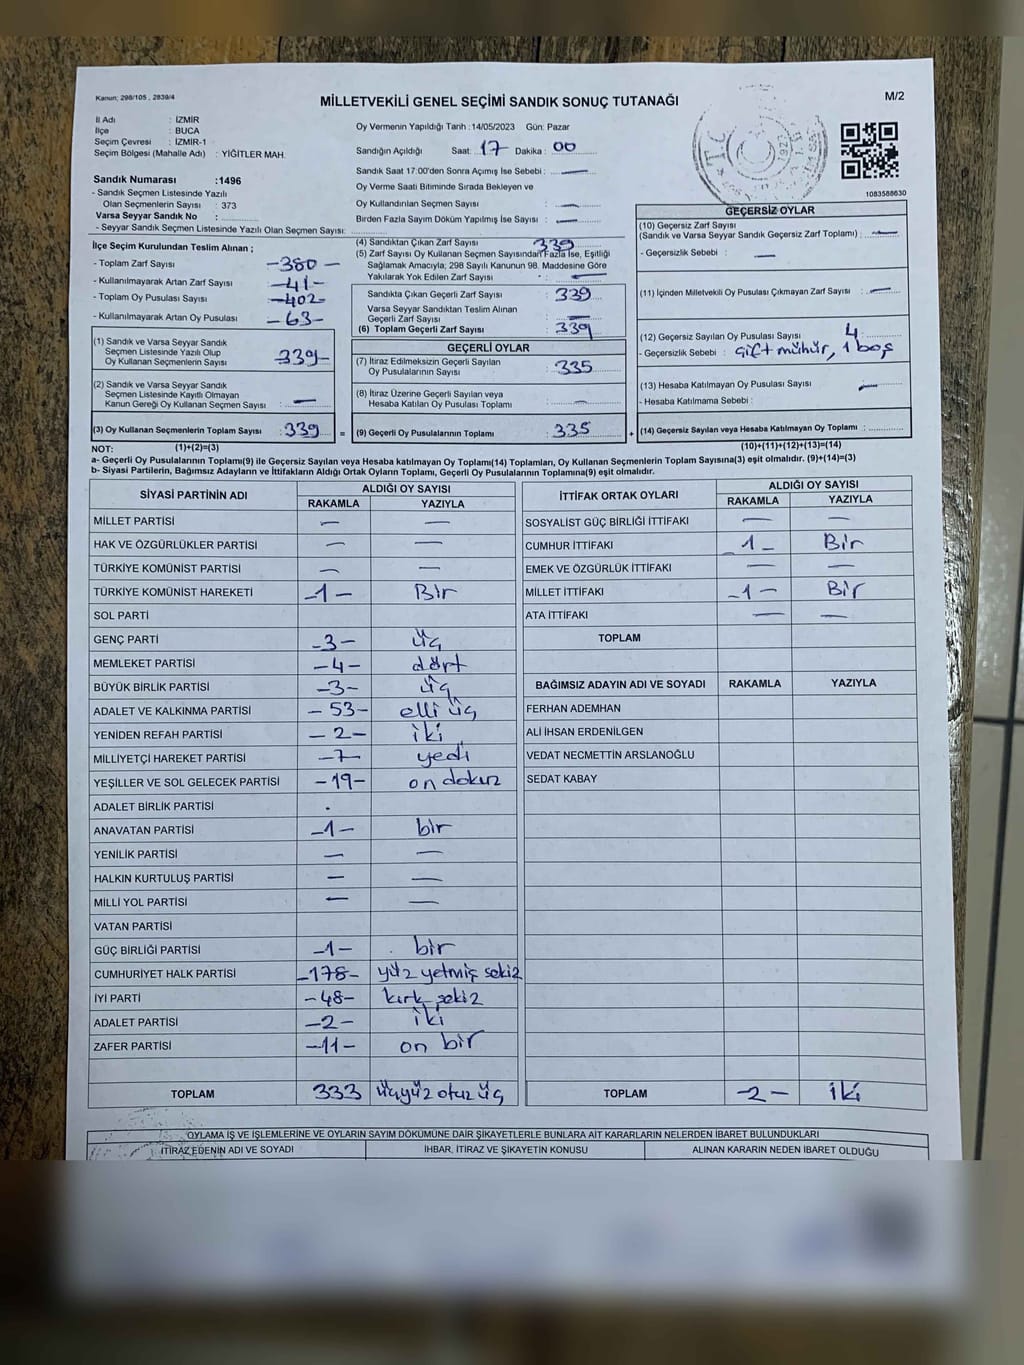 Kanun: 298/105 , 2839/4
MİLLETVEKİLİ GENEL SEÇİMİ SANDIK SONUÇ TUTANAĞI
M/2
İl Adı : İZMİR
İlçe : BUCA
Seçim Çevresi : İZMİR-1
Seçim Bölgesi (Mahalle Adı) : YİĞİTLER MAH.
Sandık Numarası :1496
- Sandık Seçmen Listesinde Yazılı
Olan Seçmenlerin Sayısı : 373
Varsa Seyyar Sandık No :
- Seyyar Sandık Seçmen Listesinde Yazılı Olan Seçmen Sayısı:
Oy Vermenin Yapıldığı Tarih :14/05/2023 Gün: Pazar
Sandığın Açıldığı Saat: 17 Dakika : 00
Sandık Saat 17:00'den Sonra Açımış İse Sebebi : —
Oy Verme Saati Bitiminde Sırada Bekleyen ve
Oy Kullandırılan Seçmen Sayısı : —
Birden Fazla Sayım Döküm Yapılmış İse Sayısı : —
1083588630
İlçe Seçim Kurulundan Teslim Alınan ;
- Toplam Zarf Sayısı -380-
- Kullanılmayarak Artan Zarf Sayısı -41-
- Toplam Oy Pusulası Sayısı -402-
- Kullanılmayarak Artan Oy Pusulası -63-
(1) Sandık ve Varsa Seyyar Sandık
Seçmen Listesinde Yazılı Olup
Oy Kullanan Seçmenlerin Sayısı : 339
(2) Sandık ve Varsa Seyyar Sandık
Seçmen Listesinde Kayıtlı Olmayan
Kanun Gereği Oy Kullanan Seçmen Sayısı : —
(3) Oy Kullanan Seçmenlerin Toplam Sayısı : 339
(4) Sandıktan Çıkan Zarf Sayısı 339
(5) Zarf Sayısı Oy Kullanan Seçmen Sayısından Fazla İse, Eşitliği
Sağlamak Amacıyla; 298 Sayılı Kanunun 98. Maddesine Göre
Yakılarak Yok Edilen Zarf Sayısı : —
Sandıkta Çıkan Geçerli Zarf Sayısı : 339
Varsa Seyyar Sandıktan Teslim Alınan
Geçerli Zarf Sayısı : —
(6) Toplam Geçerli Zarf Sayısı : 339
GEÇERLİ OYLAR
(7) İtiraz Edilmeksizin Geçerli Sayılan
Oy Pusulalarının Sayısı : 335
(8) İtiraz Üzerine Geçerli Sayılan veya
Hesaba Katılan Oy Pusulası Toplamı : —
= (9) Geçerli Oy Pusulalarının Toplamı : 335
GEÇERSİZ OYLAR
(10) Geçersiz Zarf Sayısı
(Sandık ve Varsa Seyyar Sandık Geçersiz Zarf Toplamı) : —
- Geçersizlik Sebebi : —
(11) İçinden Milletvekili Oy Pusulası Çıkmayan Zarf Sayısı : —
(12) Geçersiz Sayılan Oy Pusulası Sayısı : 4
- Geçersizlik Sebebi : çift mühür, 1 boş
(13) Hesaba Katılmayan Oy Pusulası Sayısı : —
- Hesaba Katılmama Sebebi :
+ (14) Geçersiz Sayılan veya Hesaba Katılmayan Oy Toplamı :
NOT: (1)+(2)=(3)
(10)+(11)+(12)+(13)=(14)
a- Geçerli Oy Pusulalarının Toplamı(9) ile Geçersiz Sayılan veya Hesaba katılmayan Oy Toplamı(14) Toplamları, Oy Kullanan Seçmenlerin Toplam Sayısına(3) eşit olmalıdır. (9)+(14)=(3)
b- Siyasi Partilerin, Bağımsız Adayların ve İttifakların Aldığı Ortak Oyların Toplamı, Geçerli Oy Pusulalarının Toplamına(9) eşit olmalıdır.
SİYASİ PARTİNİN ADI
ALDIĞI OY SAYISI
RAKAMLA YAZIYLA
MİLLET PARTİSİ — —
HAK VE ÖZGÜRLÜKLER PARTİSİ — —
TÜRKİYE KOMÜNİST PARTİSİ — —
TÜRKİYE KOMÜNİST HAREKETİ -1- Bir
SOL PARTİ
GENÇ PARTİ -3- üç
MEMLEKET PARTİSİ -4- dört
BÜYÜK BİRLİK PARTİSİ -3- üç
ADALET VE KALKINMA PARTİSİ -53- elli üç
YENİDEN REFAH PARTİSİ -2- iki
MİLLİYETÇİ HAREKET PARTİSİ -7- yedi
YEŞİLLER VE SOL GELECEK PARTİSİ -19- on dokuz
ADALET BİRLİK PARTİSİ .
ANAVATAN PARTİSİ -1- bir
YENİLİK PARTİSİ — —
HALKIN KURTULUŞ PARTİSİ — —
MİLLİ YOL PARTİSİ — —
VATAN PARTİSİ
GÜÇ BİRLİĞİ PARTİSİ -1- bir
CUMHURİYET HALK PARTİSİ -178- yüz yetmiş sekiz
İYİ PARTİ -48- kırk sekiz
ADALET PARTİSİ -2- iki
ZAFER PARTİSİ -11- on bir
TOPLAM 333 üçyüz otuz üç
İTTİFAK ORTAK OYLARI
ALDIĞI OY SAYISI
RAKAMLA YAZIYLA
SOSYALİST GÜÇ BİRLİĞİ İTTİFAKI — —
CUMHUR İTTİFAKI -1- Bir
EMEK VE ÖZGÜRLÜK İTTİFAKI — —
MİLLET İTTİFAKI -1- Bir
ATA İTTİFAKI — —
TOPLAM
BAĞIMSIZ ADAYIN ADI VE SOYADI RAKAMLA YAZIYLA
FERHAN ADEMHAN
ALİ İHSAN ERDENİLGEN
VEDAT NECMETTİN ARSLANOĞLU
SEDAT KABAY
TOPLAM -2- iki
OYLAMA İŞ VE İŞLEMLERİNE VE OYLARIN SAYIM DÖKÜMÜNE DAİR ŞİKAYETLERLE BUNLARA AİT KARARLARIN NELERDEN İBARET BULUNDUKLARI
İTİRAZ EDENİN ADI VE SOYADI İHBAR, İTİRAZ VE ŞİKAYETİN KONUSU ALINAN KARARIN NEDEN İBARET OLDUĞU